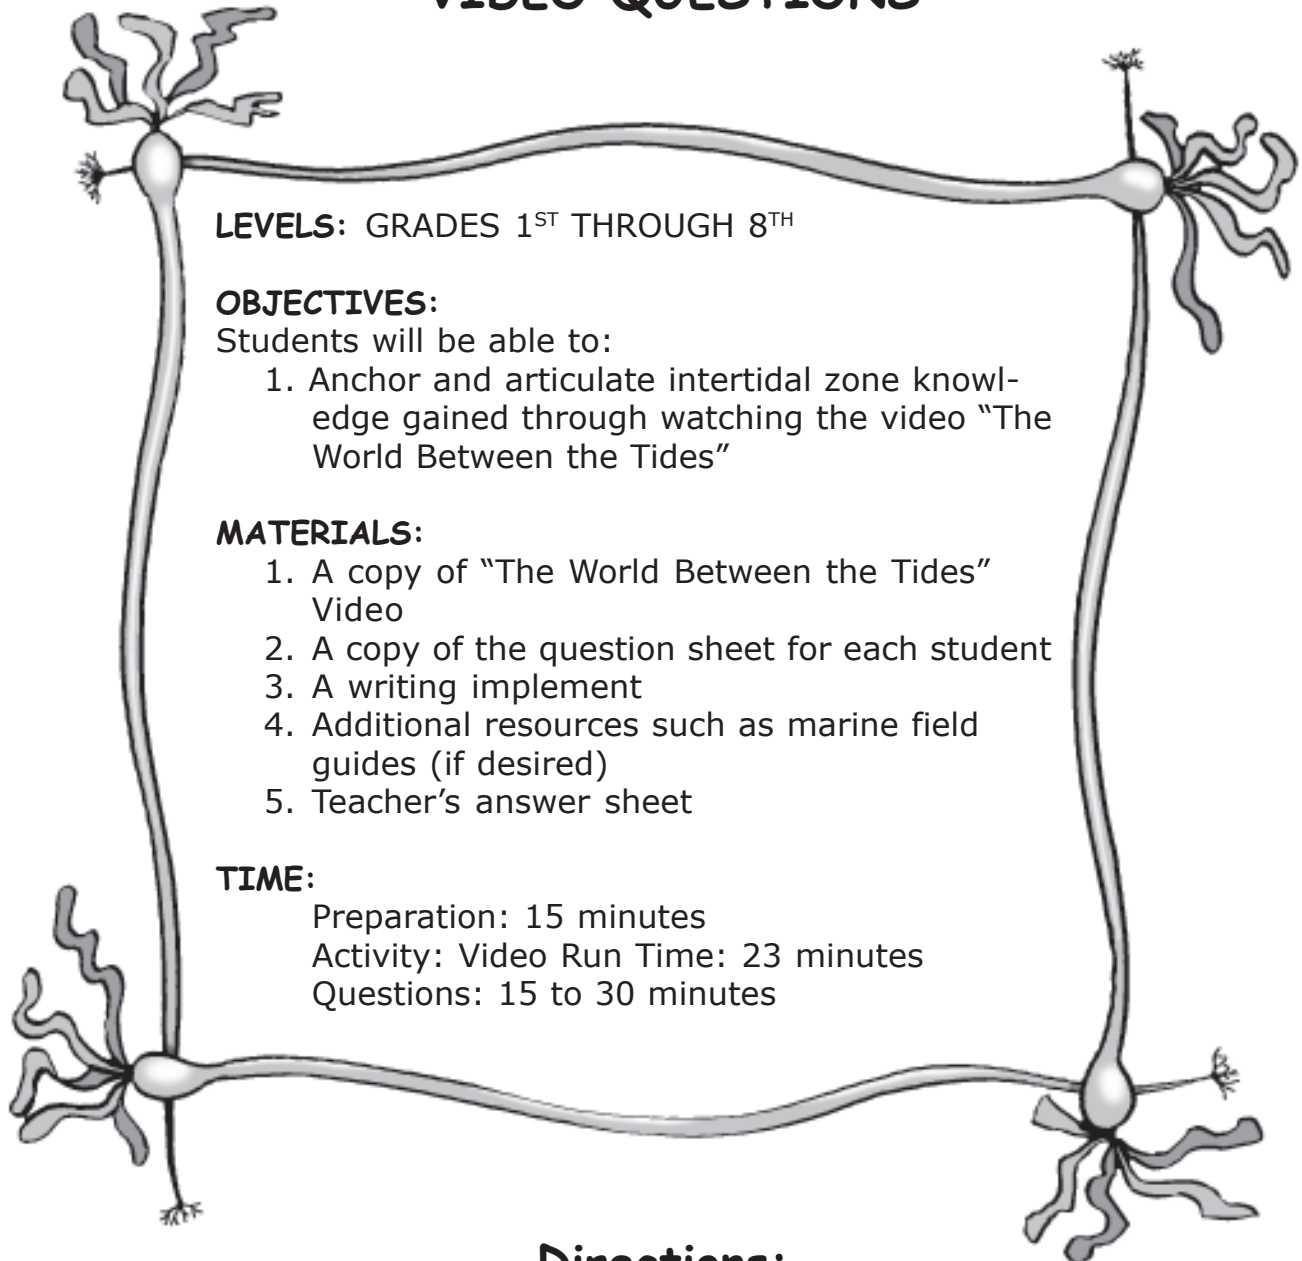 VIDEO QUESTIONS
LEVELS: GRADES 1ST THROUGH 8TH
OBJECTIVES:
Students will be able to:
1. Anchor and articulate intertidal zone knowl-
edge gained through watching the video “The
World Between the Tides”
MATERIALS:
1. A copy of “The World Between the Tides”
Video
2. A copy of the question sheet for each student
3. A writing implement
4. Additional resources such as marine field
guides (if desired)
5. Teacher’s answer sheet
TIME:
Preparation: 15 minutes
Activity: Video Run Time: 23 minutes
Questions: 15 to 30 minutes
Directions: